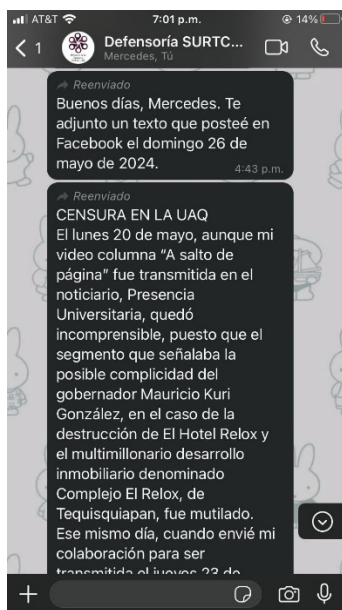 AT&T 7:01 p.m. 14%
1 Defensoría SURTC...
Mercedes, Tú
Reenviado
Buenos días, Mercedes. Te
adjunto un texto que posteé en
Facebook el domingo 26 de
mayo de 2024.
4:43 p.m.
Reenviado
CENSURA EN LA UAQ
El lunes 20 de mayo, aunque mi
video columna "A salto de
página" fue transmitida en el
noticiario, Presencia
Universitaria, quedó
incomprensible, puesto que el
segmento que señalaba la
posible complicidad del
gobernador Mauricio Kuri
González, en el caso de la
destrucción de El Hotel Relox y
el multimillonario desarrollo
inmobiliario denominado
Complejo El Relox, de
Tequisquiapan, fue mutilado.
Ese mismo día, cuando envié mi
colaboración para ser
transmitida el jueves 23 de